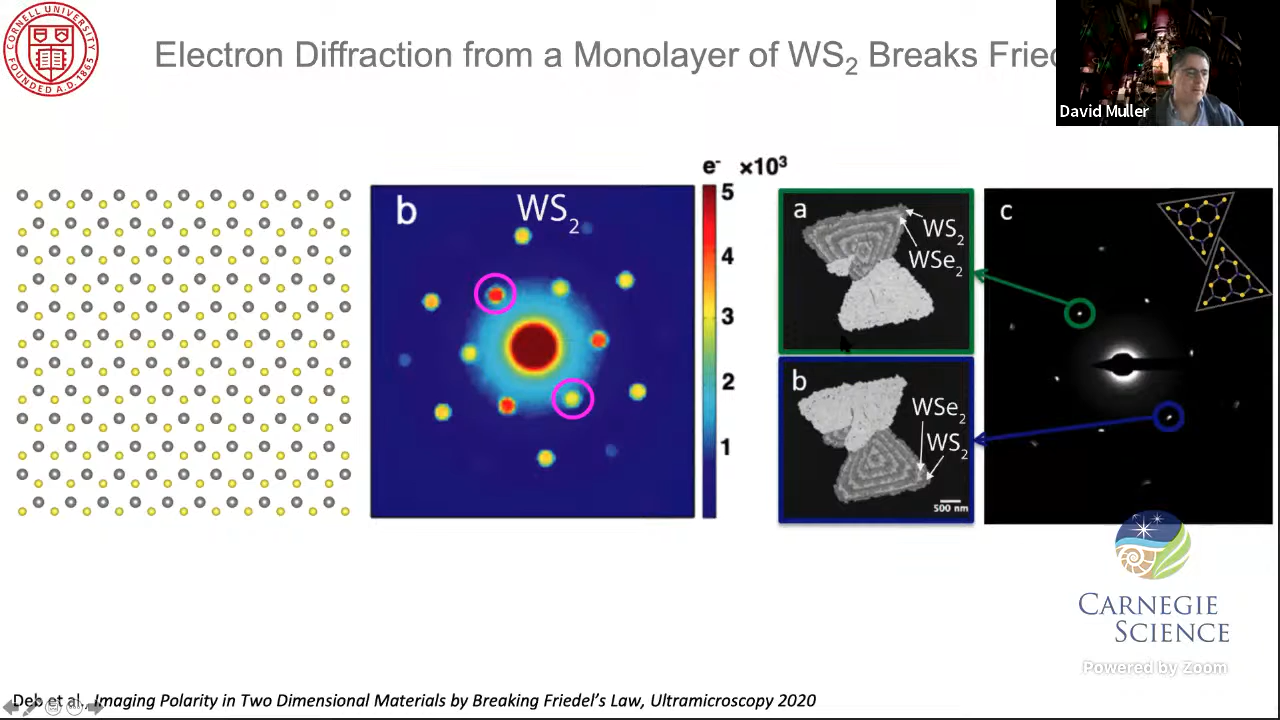 CORNELL UNIVERSITY
FOUNDED A.D. 1865
Electron Diffraction from a Monolayer of WS₂ Breaks
David Muller
e⁻ ×10³
5
4
3
2
1
b
WS₂
a
WS₂
WSe₂
b
WSe₂
WS₂
500 nm
c
CARNEGIE
SCIENCE
Powered by Zoom
Deb et al., Imaging Polarity in Two Dimensional Materials by Breaking Friedel's Law, Ultramicroscopy 2020